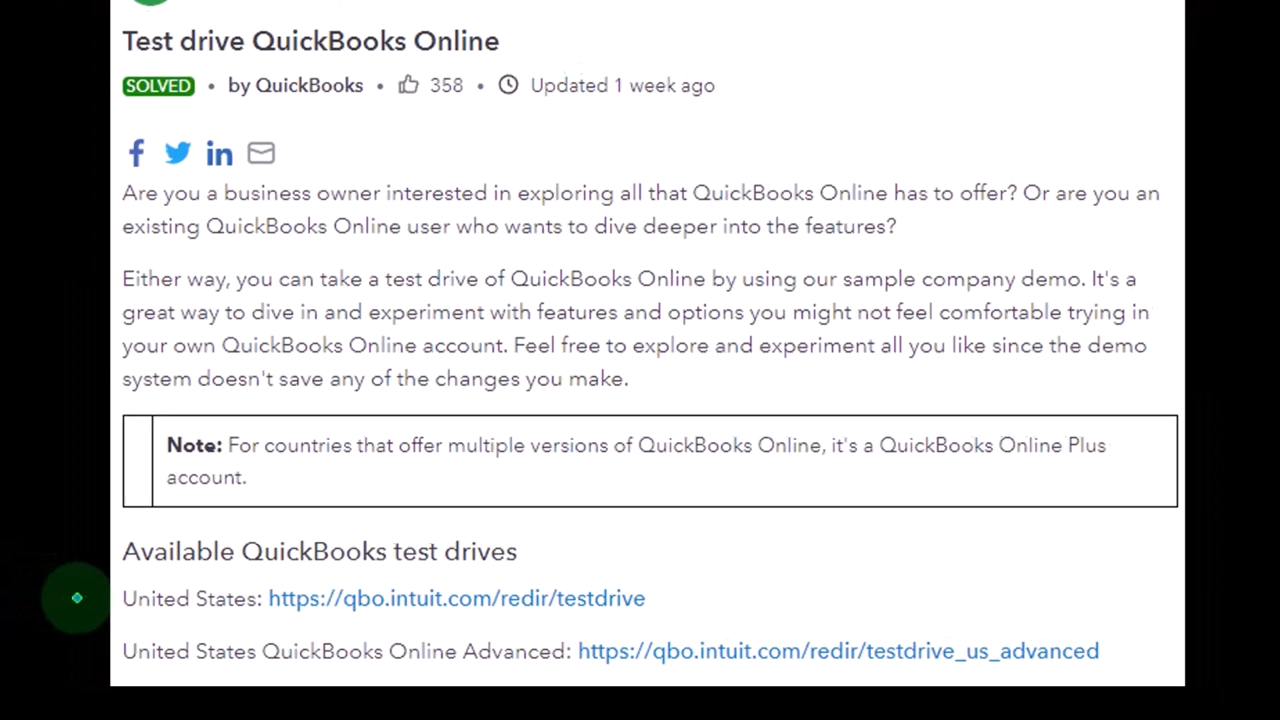 Test drive QuickBooks Online
SOLVED • by QuickBooks • 358 • Updated 1 week ago
Are you a business owner interested in exploring all that QuickBooks Online has to offer? Or are you an
existing QuickBooks Online user who wants to dive deeper into the features?
Either way, you can take a test drive of QuickBooks Online by using our sample company demo. It's a
great way to dive in and experiment with features and options you might not feel comfortable trying in
your own QuickBooks Online account. Feel free to explore and experiment all you like since the demo
system doesn't save any of the changes you make.
Note: For countries that offer multiple versions of QuickBooks Online, it's a QuickBooks Online Plus
account.
Available QuickBooks test drives
United States: https://qbo.intuit.com/redir/testdrive
United States QuickBooks Online Advanced: https://qbo.intuit.com/redir/testdrive_us_advanced